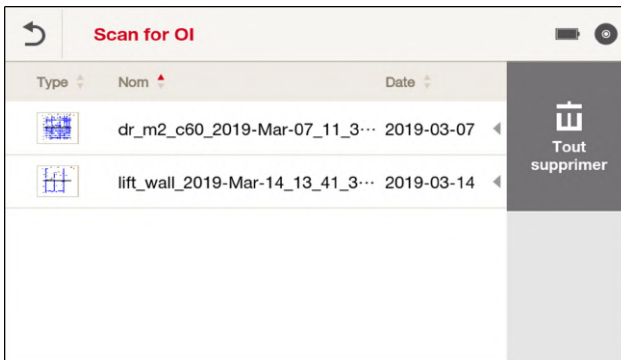 Scan for OI
Type Nom Date
dr_m2_c60_2019-Mar-07_11_3··· 2019-03-07
lift_wall_2019-Mar-14_13_41_3··· 2019-03-14
Tout
supprimer